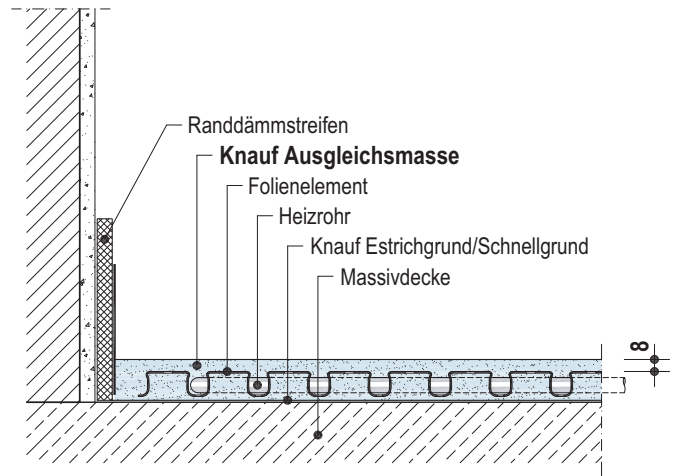 Randdämmstreifen
Knauf Ausgleichsmasse
Folienelement
Heizrohr
Knauf Estrichgrund/Schnellgrund
Massivdecke
8